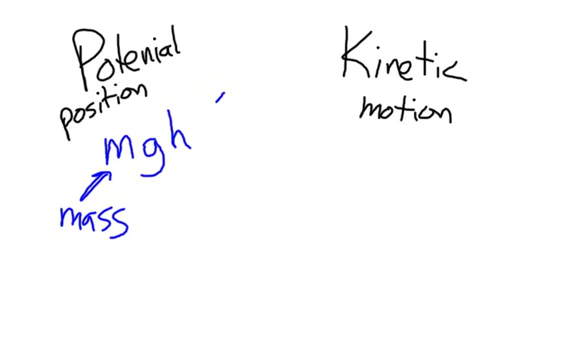 Potenial
position
mgh
mass
Kinetic
motion